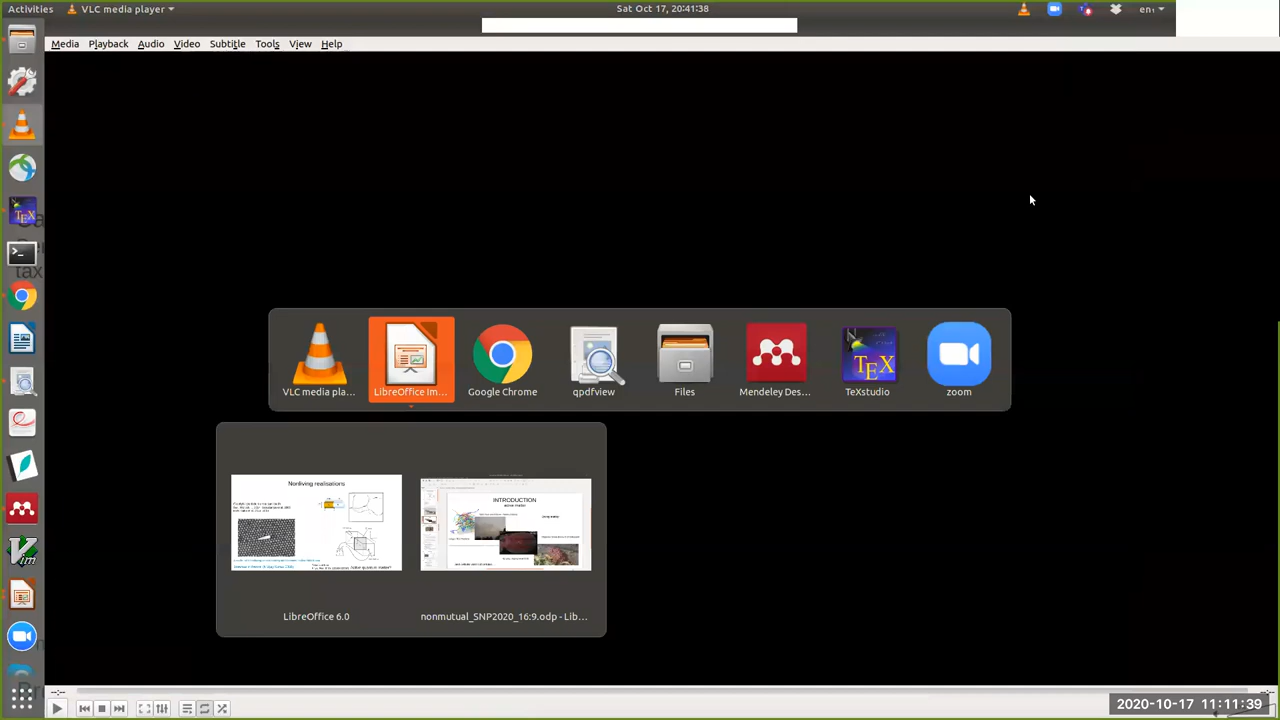 Activities
VLC media player
Sat Oct 17, 20:41:38
en
Media Playback Audio Video Subtitle Tools View Help
tax
VLC media pla...
LibreOffice Im...
Google Chrome
qpdfview
Files
Mendeley Des...
TeXstudio
zoom
Nonliving realisations
INTRODUCTION
LibreOffice 6.0
nonmutual_SNP2020_16:9.odp - Lib...
--:--
--:--
2020-10-17 11:11:39